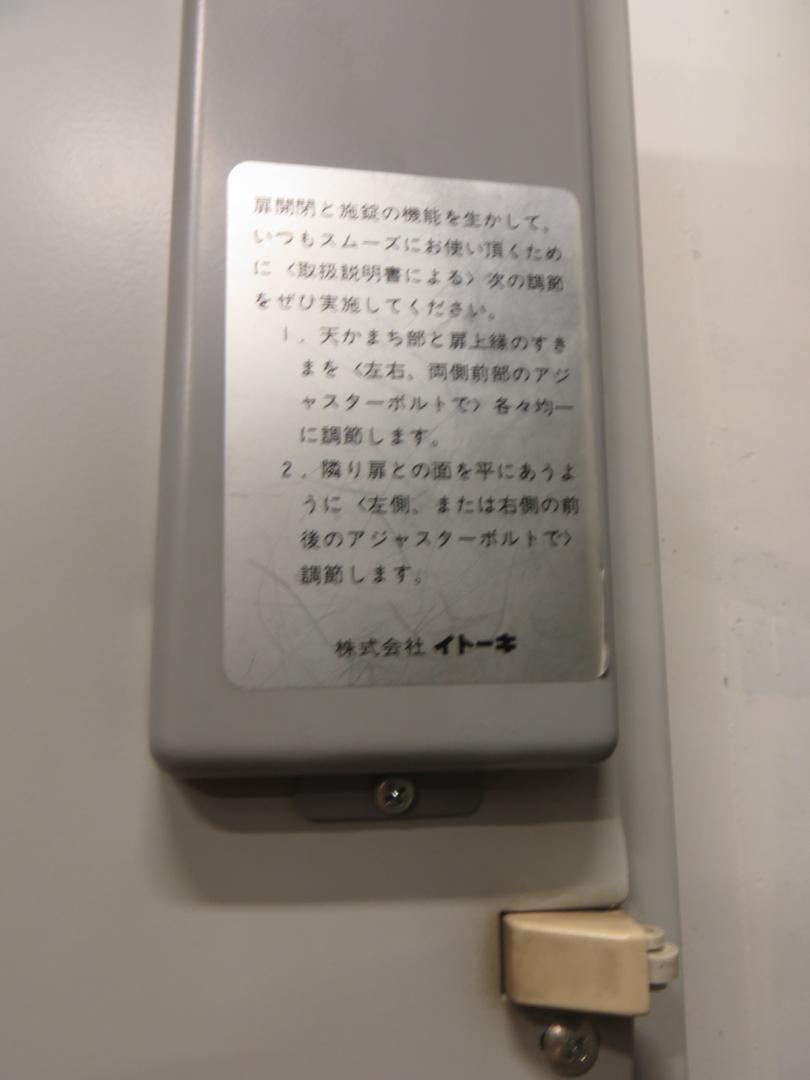 扉開閉と施錠の機能を生かして。
いつもスムーズにお使い頂くため
に〈取扱説明書による〉次の調節
をぜひ実施してください。
1．天かまち部と扉上縁のすき
まを〈左右、両側前部のアジ
ャスターボルトで〉各々均一
に調節します。
2．隣り扉との面を平にあうよ
うに〈左側、または右側の前
後のアジャスターボルトで〉
調節します。
株式会社 イトーキ